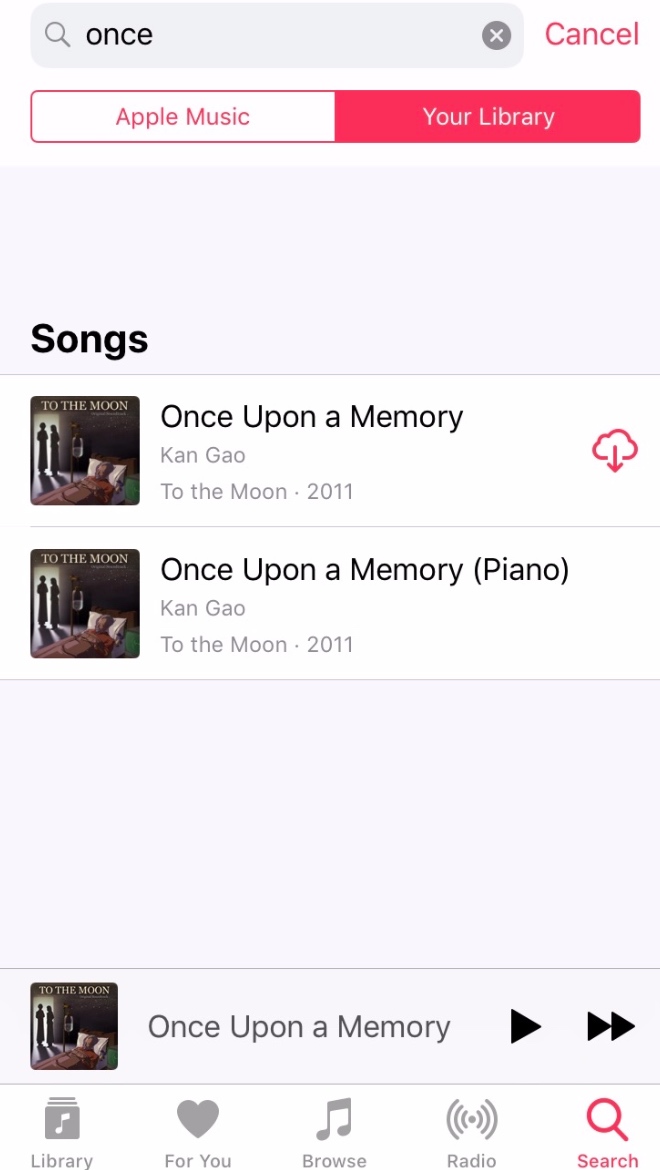 once
Cancel
Apple Music
Your Library
Songs
TO THE MOON
Once Upon a Memory
Kan Gao
To the Moon · 2011
TO THE MOON
Once Upon a Memory (Piano)
Kan Gao
To the Moon · 2011
TO THE MOON
Once Upon a Memory
Library
For You
Browse
Radio
Search